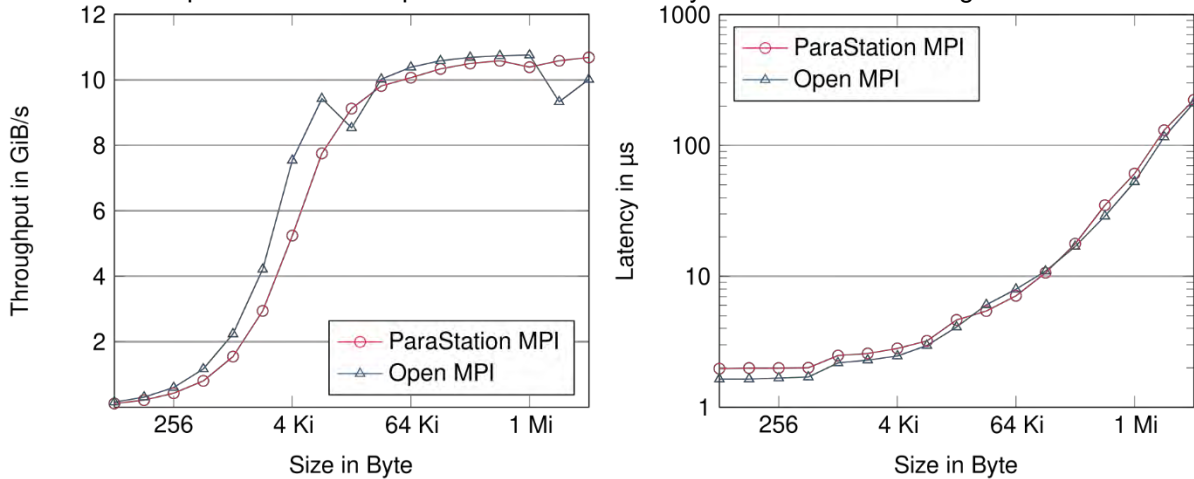 12
10
8
6
4
2
Throughput in GiB/s
ParaStation MPI
Open MPI
256
4 Ki
64 Ki
1 Mi
Size in Byte
1000
100
10
1
Latency in µs
ParaStation MPI
Open MPI
256
4 Ki
64 Ki
1 Mi
Size in Byte